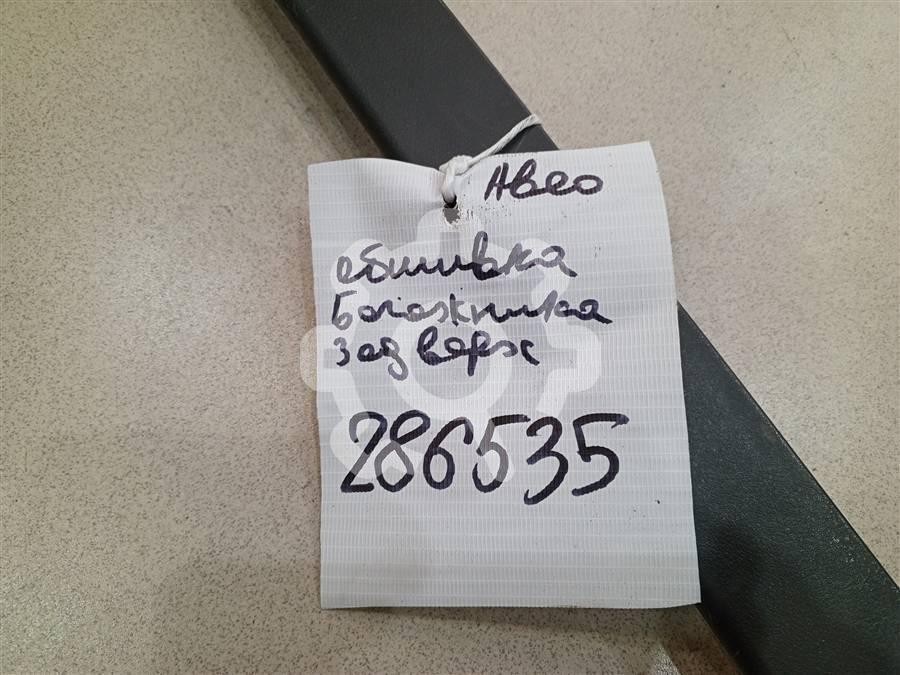 Авео
обшивка
багажника
зад верх
286535